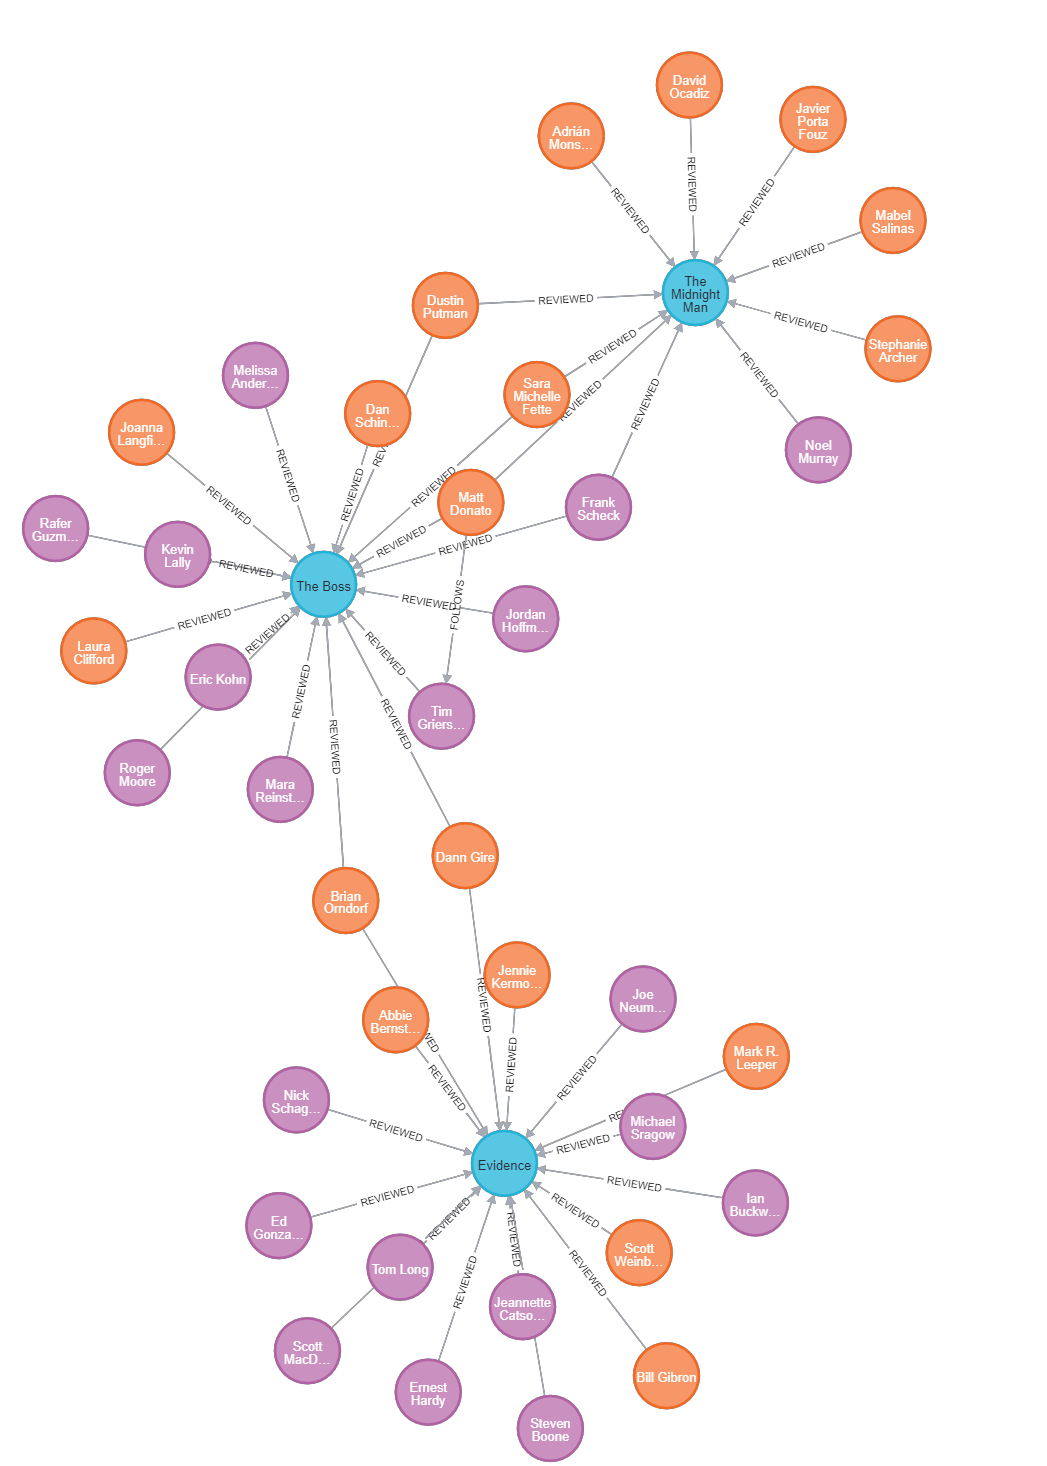 David
Ocadiz
Javier
Porta
Fouz
Adrián
Mons...
REVIEWED
REVIEWED
REVIEWED
Mabel
Salinas
REVIEWED
The
Midnight
Man
Dustin
Putman
REVIEWED
REVIEWED
Stephanie
Archer
Melissa
Ander...
Sara
Michelle
Fette
REVIEWED
REVIEWED
REVIEWED
REVIEWED
Dan
Schin...
Joanna
Langfi...
Noel
Murray
REVIEWED
REVIEWED
REVIEWED
REV
REVIEWED
Matt
Donato
Frank
Scheck
Rafer
Guzm...
Kevin
Lally
REVIEWED
REVIEWED
REVIEWED
The Boss
REVIEWED
REVIEWED
Jordan
Hoffm...
FOLLOWS
Laura
Clifford
REVIEWED
REVIEWED
Eric Kohn
REVIEWED
Tim
Griers...
REVIEWED
REVIEWED
Roger
Moore
Mara
Reinst...
Dann Gire
Brian
Orndorf
Jennie
Kermo...
Joe
Neum...
REVIEWED
Abbie
Bernst...
WED
REVIEWED
REVIEWED
REVIEWED
Mark R.
Leeper
Nick
Schag...
REVIEWED
RE
Michael
Sragow
REVIEWED
Evidence
REVIEWED
REVIEWED
Ian
Buckw...
Ed
Gonza...
REVIEWED
REVIEWED
REVIEWED
Scott
Weinb...
Tom Long
REVIEWED
REVIEWED
Jeannette
Catso...
Scott
MacD...
Ernest
Hardy
Bill Gibron
Steven
Boone